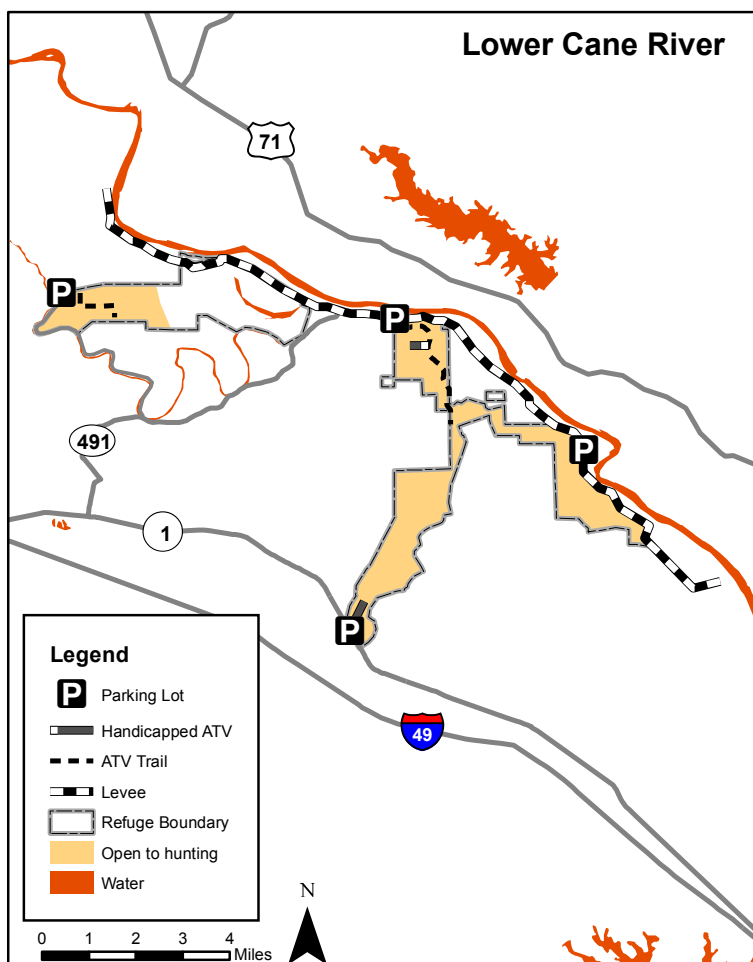 Lower Cane River
71
P
P
491
P
1
P
49
Legend
P Parking Lot
Handicapped ATV
ATV Trail
Levee
Refuge Boundary
Open to hunting
Water
N
0 1 2 3 4
Miles